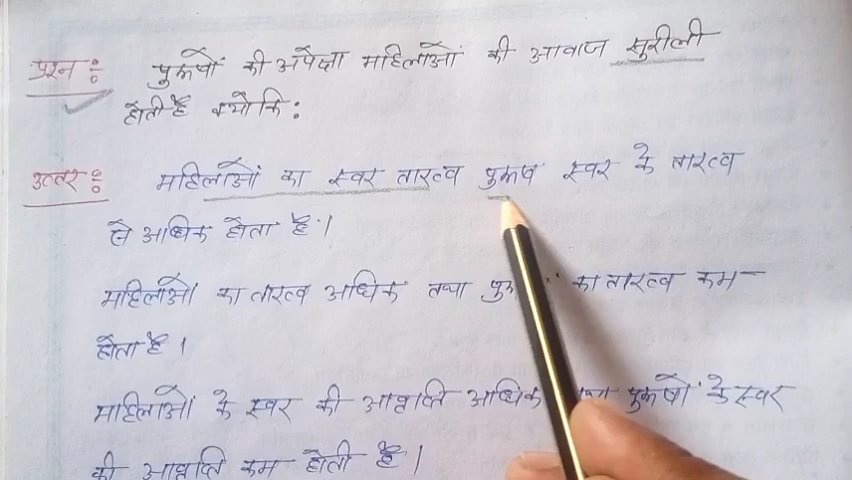 प्रश्न : पुरूषों की अपेक्षा महिलाओं की आवाज सुरीली
होती है क्योकि :
उत्तर : महिलाओं का स्वर तारत्व पुरूष स्वर के तारत्व
से अधिक होता है।
महिलाओं का तारत्व अधिक तथा का तारत्व कम
होता है।
महिलाओं के स्वर की आवृत्ति अधिक पुरूषों के स्वर
की आवृत्ति कम होती है।